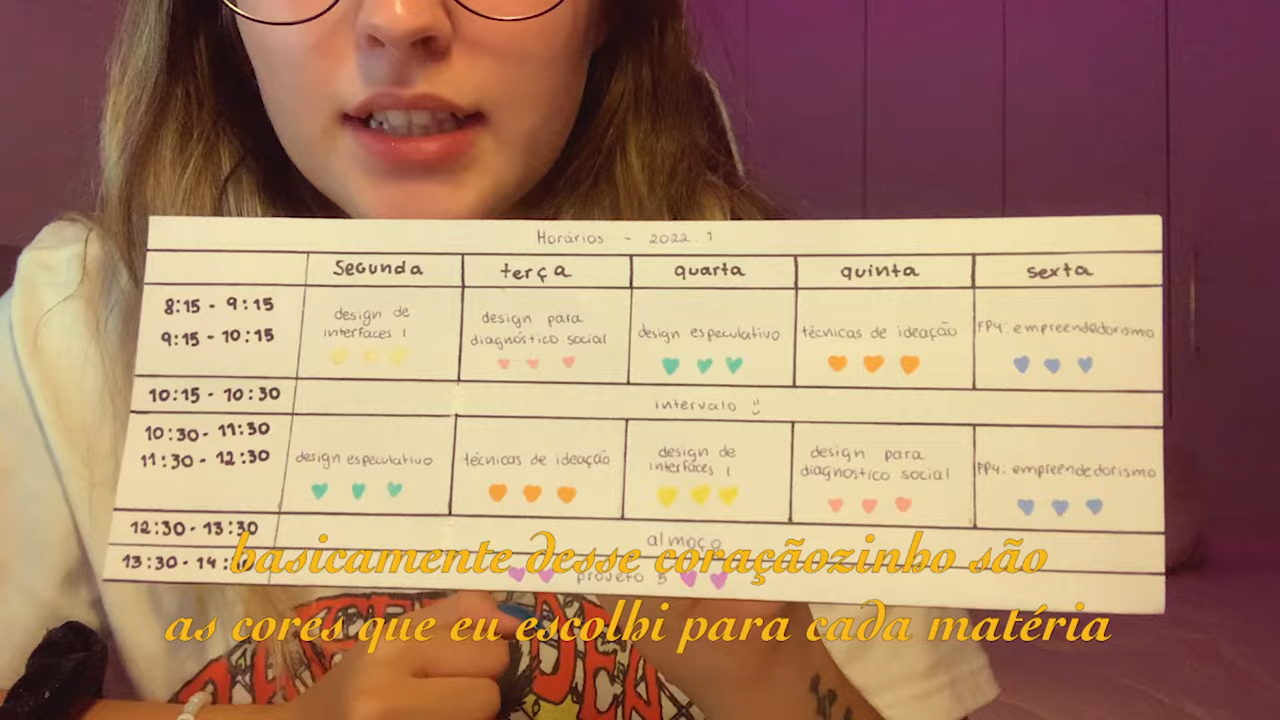 Horários - 2022.1
segunda terça quarta quinta sexta
8:15 - 9:15
9:15 - 10:15
design de
interfaces 1
design para
diagnóstico social
design especulativo
técnicas de ideação
FP4: empreendedorismo
10:15 - 10:30
intervalo
10:30 - 11:30
11:30 - 12:30
design especulativo
técnicas de ideação
design de
interfaces 1
design para
diagnostico social
FP4: empreendedorismo
12:30 - 13:30
almoço
13:30 - 14:
projeto 5
basicamente desse coraçãozinho são
as cores que eu escolhi para cada matéria